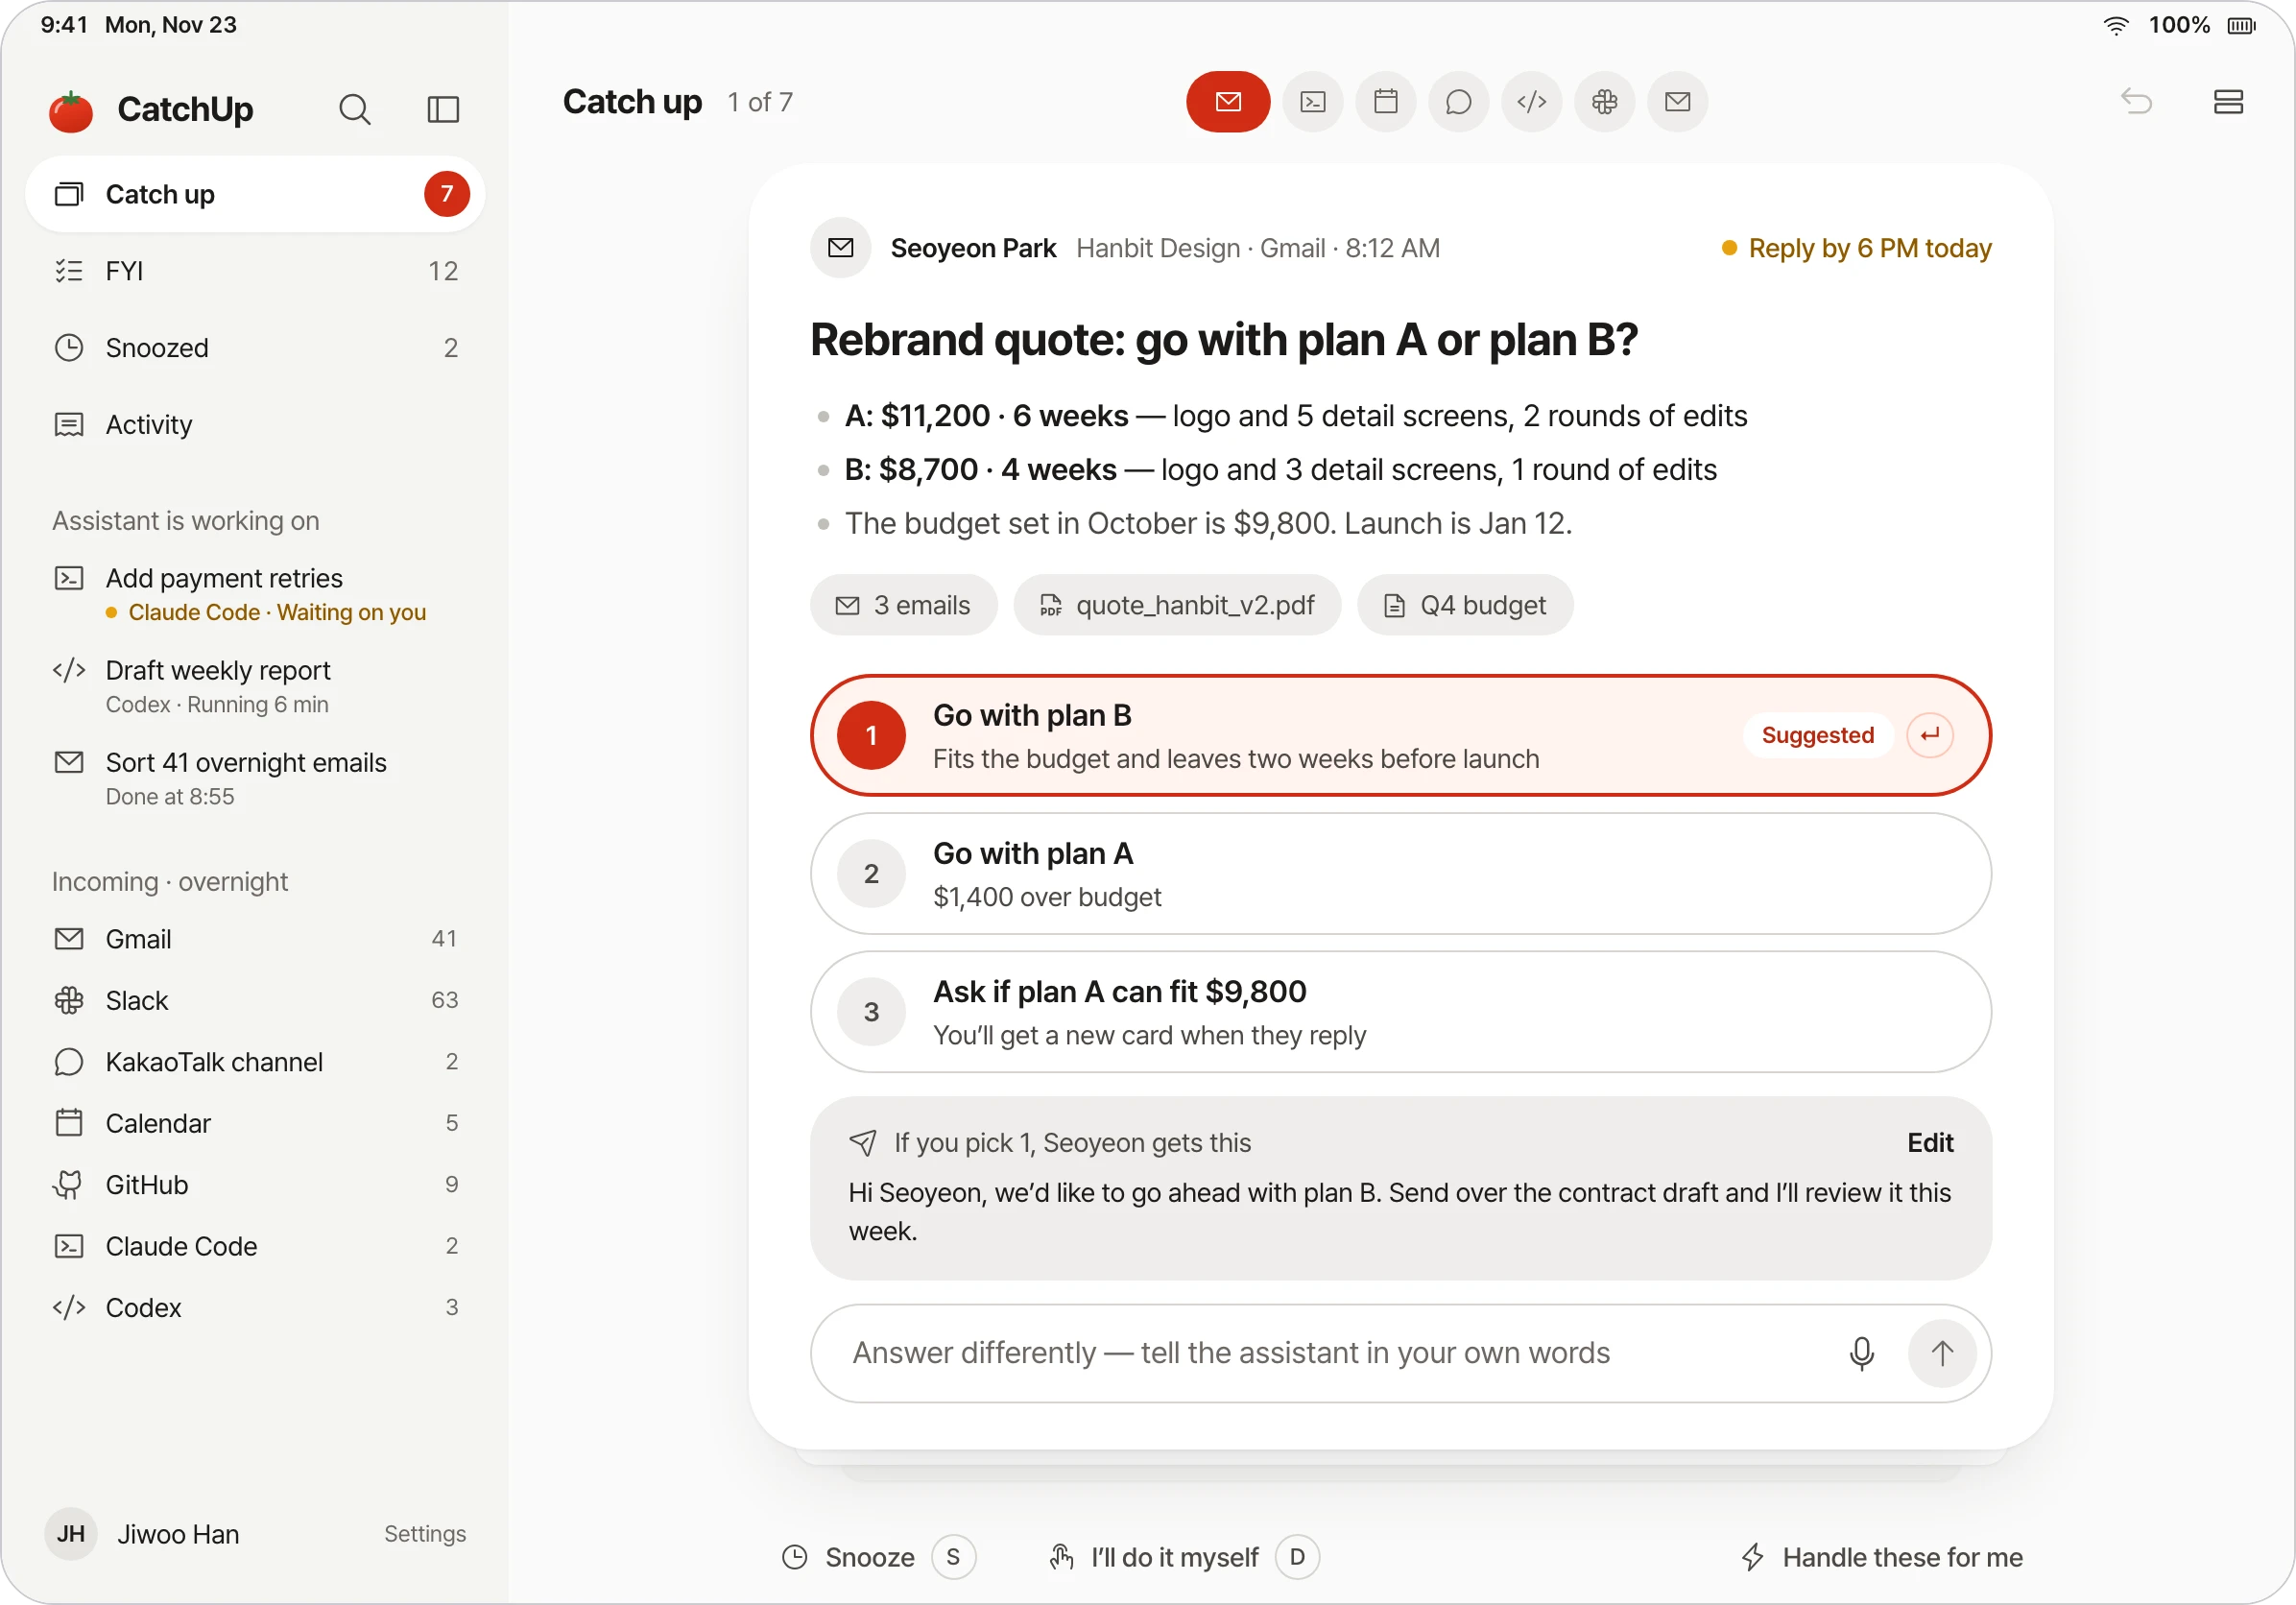 9:41 Mon, Nov 23
100%
CatchUp
Catch up 7
FYI 12
Snoozed 2
Activity
Assistant is working on
Add payment retries
Claude Code · Waiting on you
Draft weekly report
Codex · Running 6 min
Sort 41 overnight emails
Done at 8:55
Incoming · overnight
Gmail 41
Slack 63
KakaoTalk channel 2
Calendar 5
GitHub 9
Claude Code 2
Codex 3
JH Jiwoo Han Settings
Catch up 1 of 7
Seoyeon Park Hanbit Design · Gmail · 8:12 AM
Reply by 6 PM today
Rebrand quote: go with plan A or plan B?
A: $11,200 · 6 weeks — logo and 5 detail screens, 2 rounds of edits
B: $8,700 · 4 weeks — logo and 3 detail screens, 1 round of edits
The budget set in October is $9,800. Launch is Jan 12.
3 emails
PDF quote_hanbit_v2.pdf
Q4 budget
1 Go with plan B
Fits the budget and leaves two weeks before launch
Suggested
2 Go with plan A
$1,400 over budget
3 Ask if plan A can fit $9,800
You’ll get a new card when they reply
If you pick 1, Seoyeon gets this
Edit
Hi Seoyeon, we’d like to go ahead with plan B. Send over the contract draft and I’ll review it this
week.
Answer differently — tell the assistant in your own words
Snooze S
I’ll do it myself D
Handle these for me